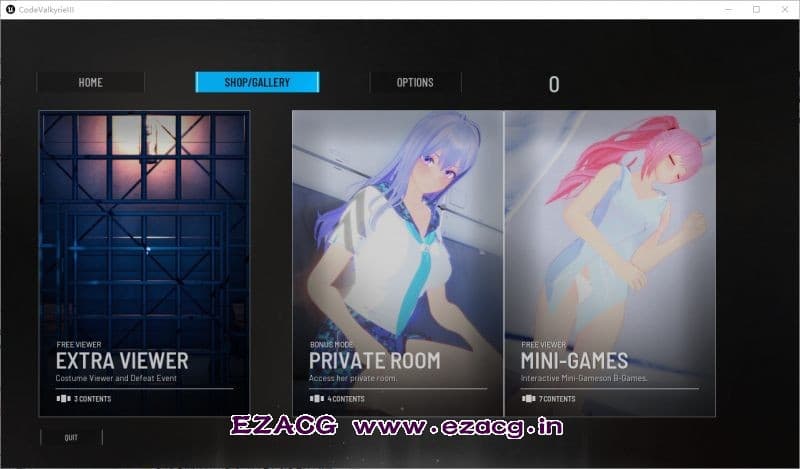 CodeValkyrieIII
HOME
SHOP/GALLERY
OPTIONS
0
FREE VIEWER
EXTRA VIEWER
Costume Viewer and Defeat Event
3 CONTENTS
BONUS MODE
PRIVATE ROOM
Access her private room.
4 CONTENTS
FREE VIEWER
MINI-GAMES
Interactive Mini-Gameson B-Games.
7 CONTENTS
QUIT
EZACG www.ezacg.in